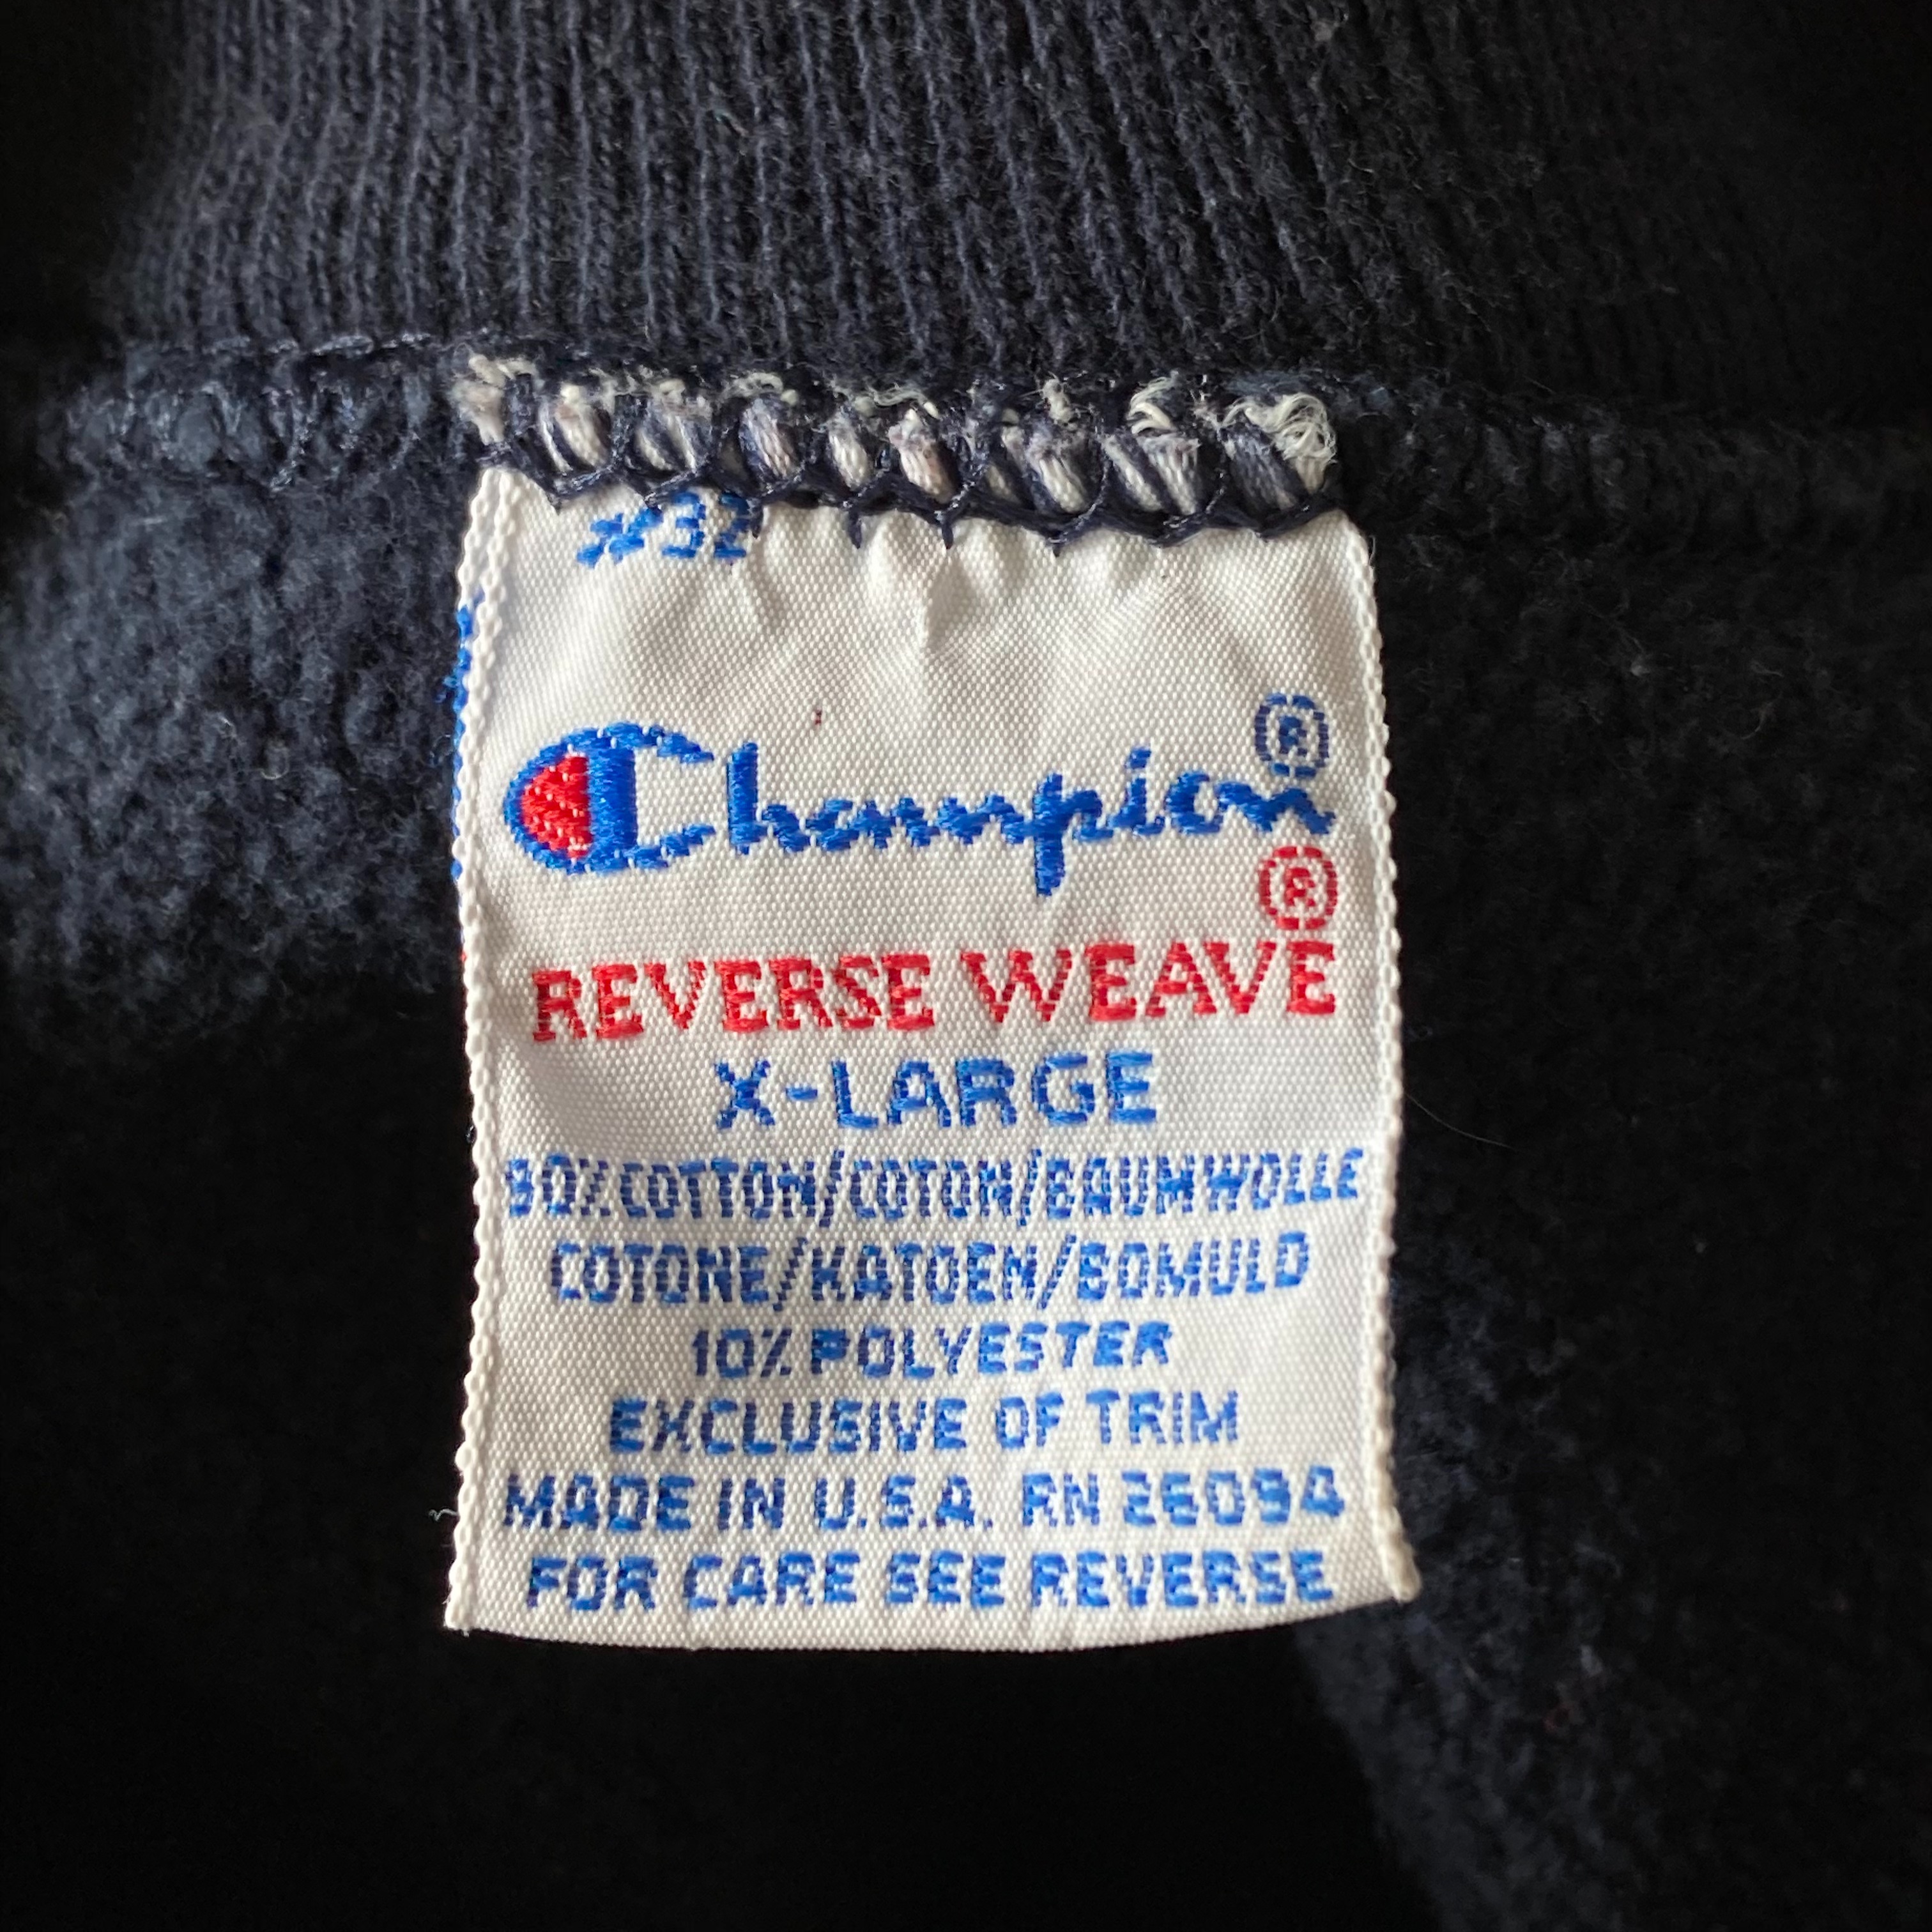 #32
Champion®
®
REVERSE WEAVE
X-LARGE
90% COTTON/COTON/BAUMWOLLE
COTONE/KATOEN/BOMULD
10% POLYESTER
EXCLUSIVE OF TRIM
MADE IN U.S.A. RN 26094
FOR CARE SEE REVERSE